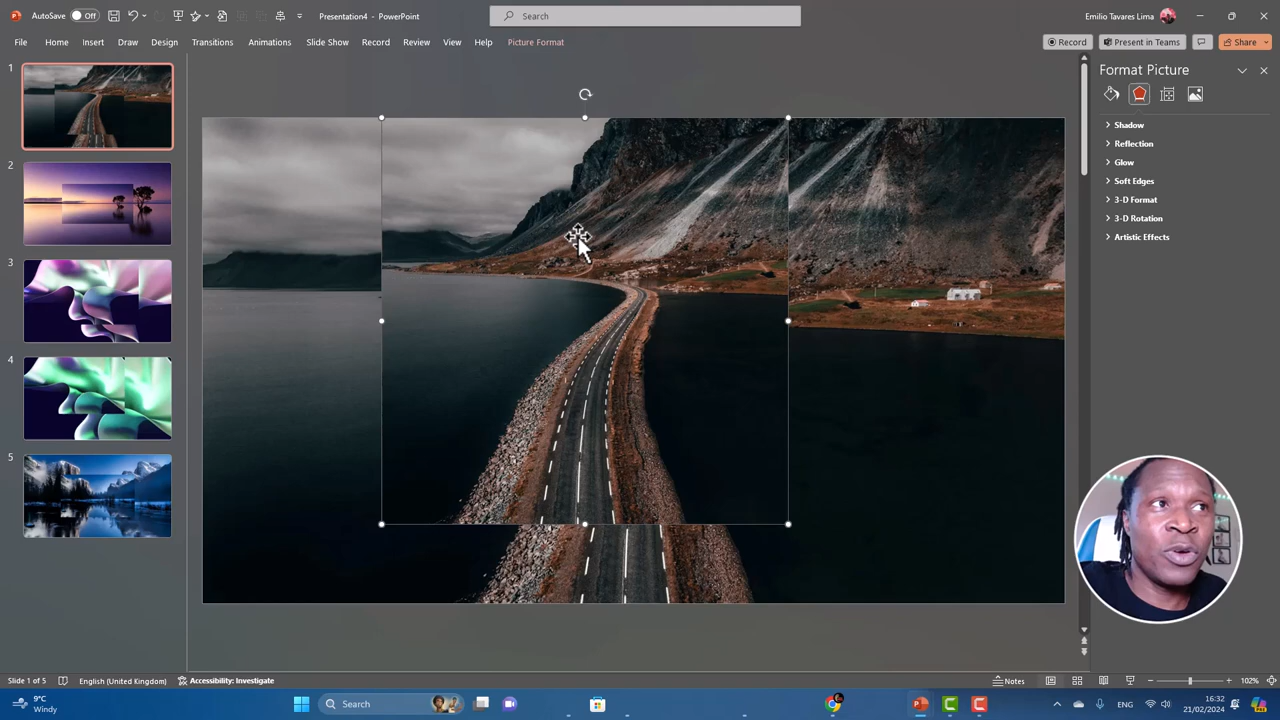 AutoSave Off Presentation4 - PowerPoint Search Emilio Tavares Lima
File Home Insert Draw Design Transitions Animations Slide Show Record Review View Help Picture Format Record Present in Teams Share
Format Picture
Shadow
Reflection
Glow
Soft Edges
3-D Format
3-D Rotation
Artistic Effects
1
2
3
4
5
Slide 1 of 5 English (United Kingdom) Accessibility: Investigate Notes 102%
9°C
Windy
Search
ENG
16:32
21/02/2024